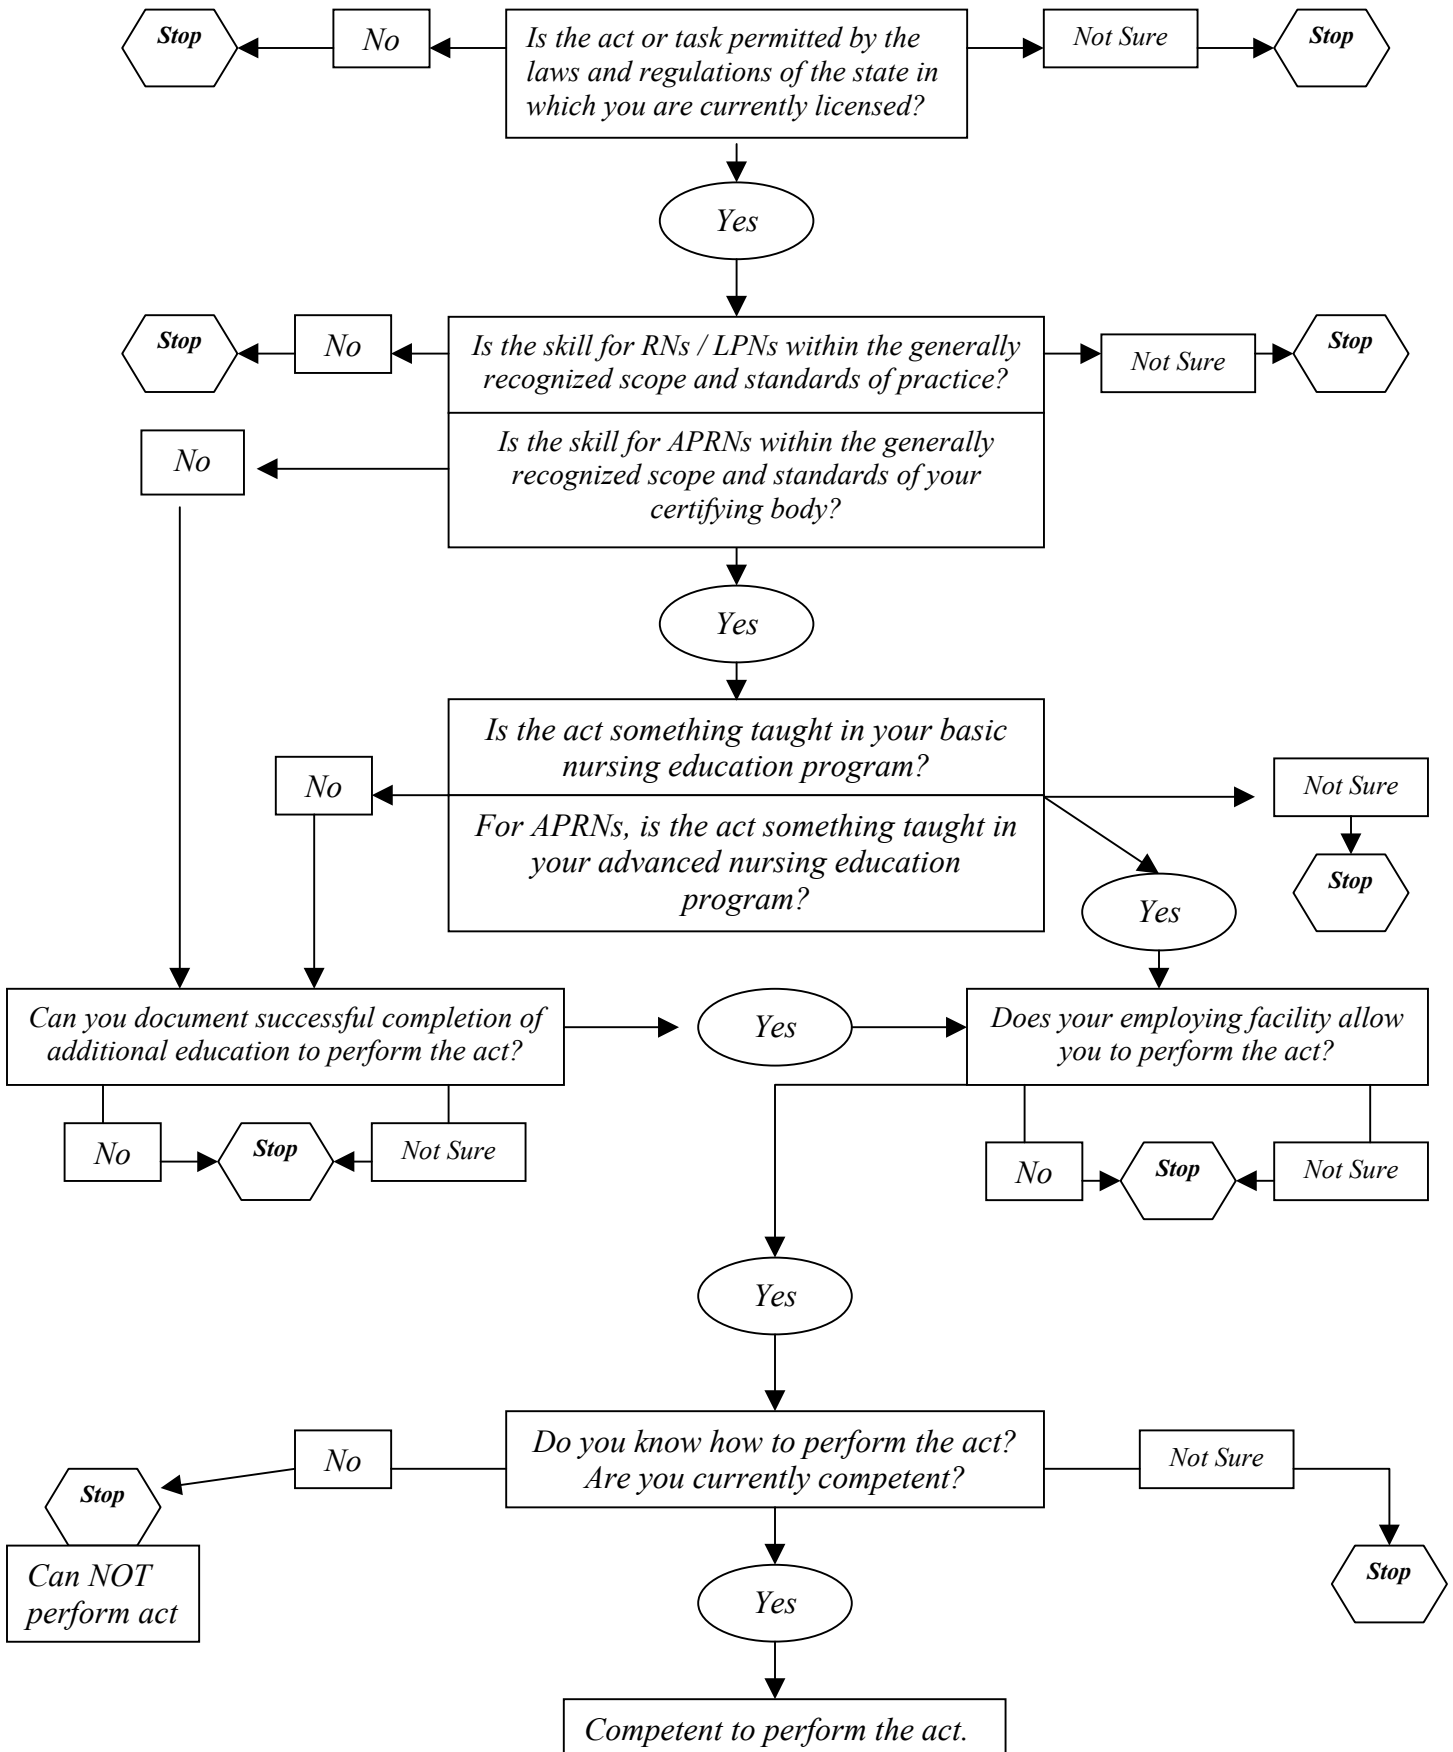 Stop
No
Is the act or task permitted by the
laws and regulations of the state in
which you are currently licensed?
Not Sure
Stop
Yes
Stop
No
Is the skill for RNs / LPNs within the generally
recognized scope and standards of practice?
Not Sure
Stop
No
Is the skill for APRNs within the generally
recognized scope and standards of your
certifying body?
Yes
Is the act something taught in your basic
nursing education program?
No
Not Sure
For APRNs, is the act something taught in
your advanced nursing education
program?
Stop
Yes
Can you document successful completion of
additional education to perform the act?
Yes
Does your employing facility allow
you to perform the act?
No
Stop
Not Sure
No
Stop
Not Sure
Yes
Do you know how to perform the act?
Are you currently competent?
No
Not Sure
Stop
Can NOT
perform act
Stop
Yes
Competent to perform the act.